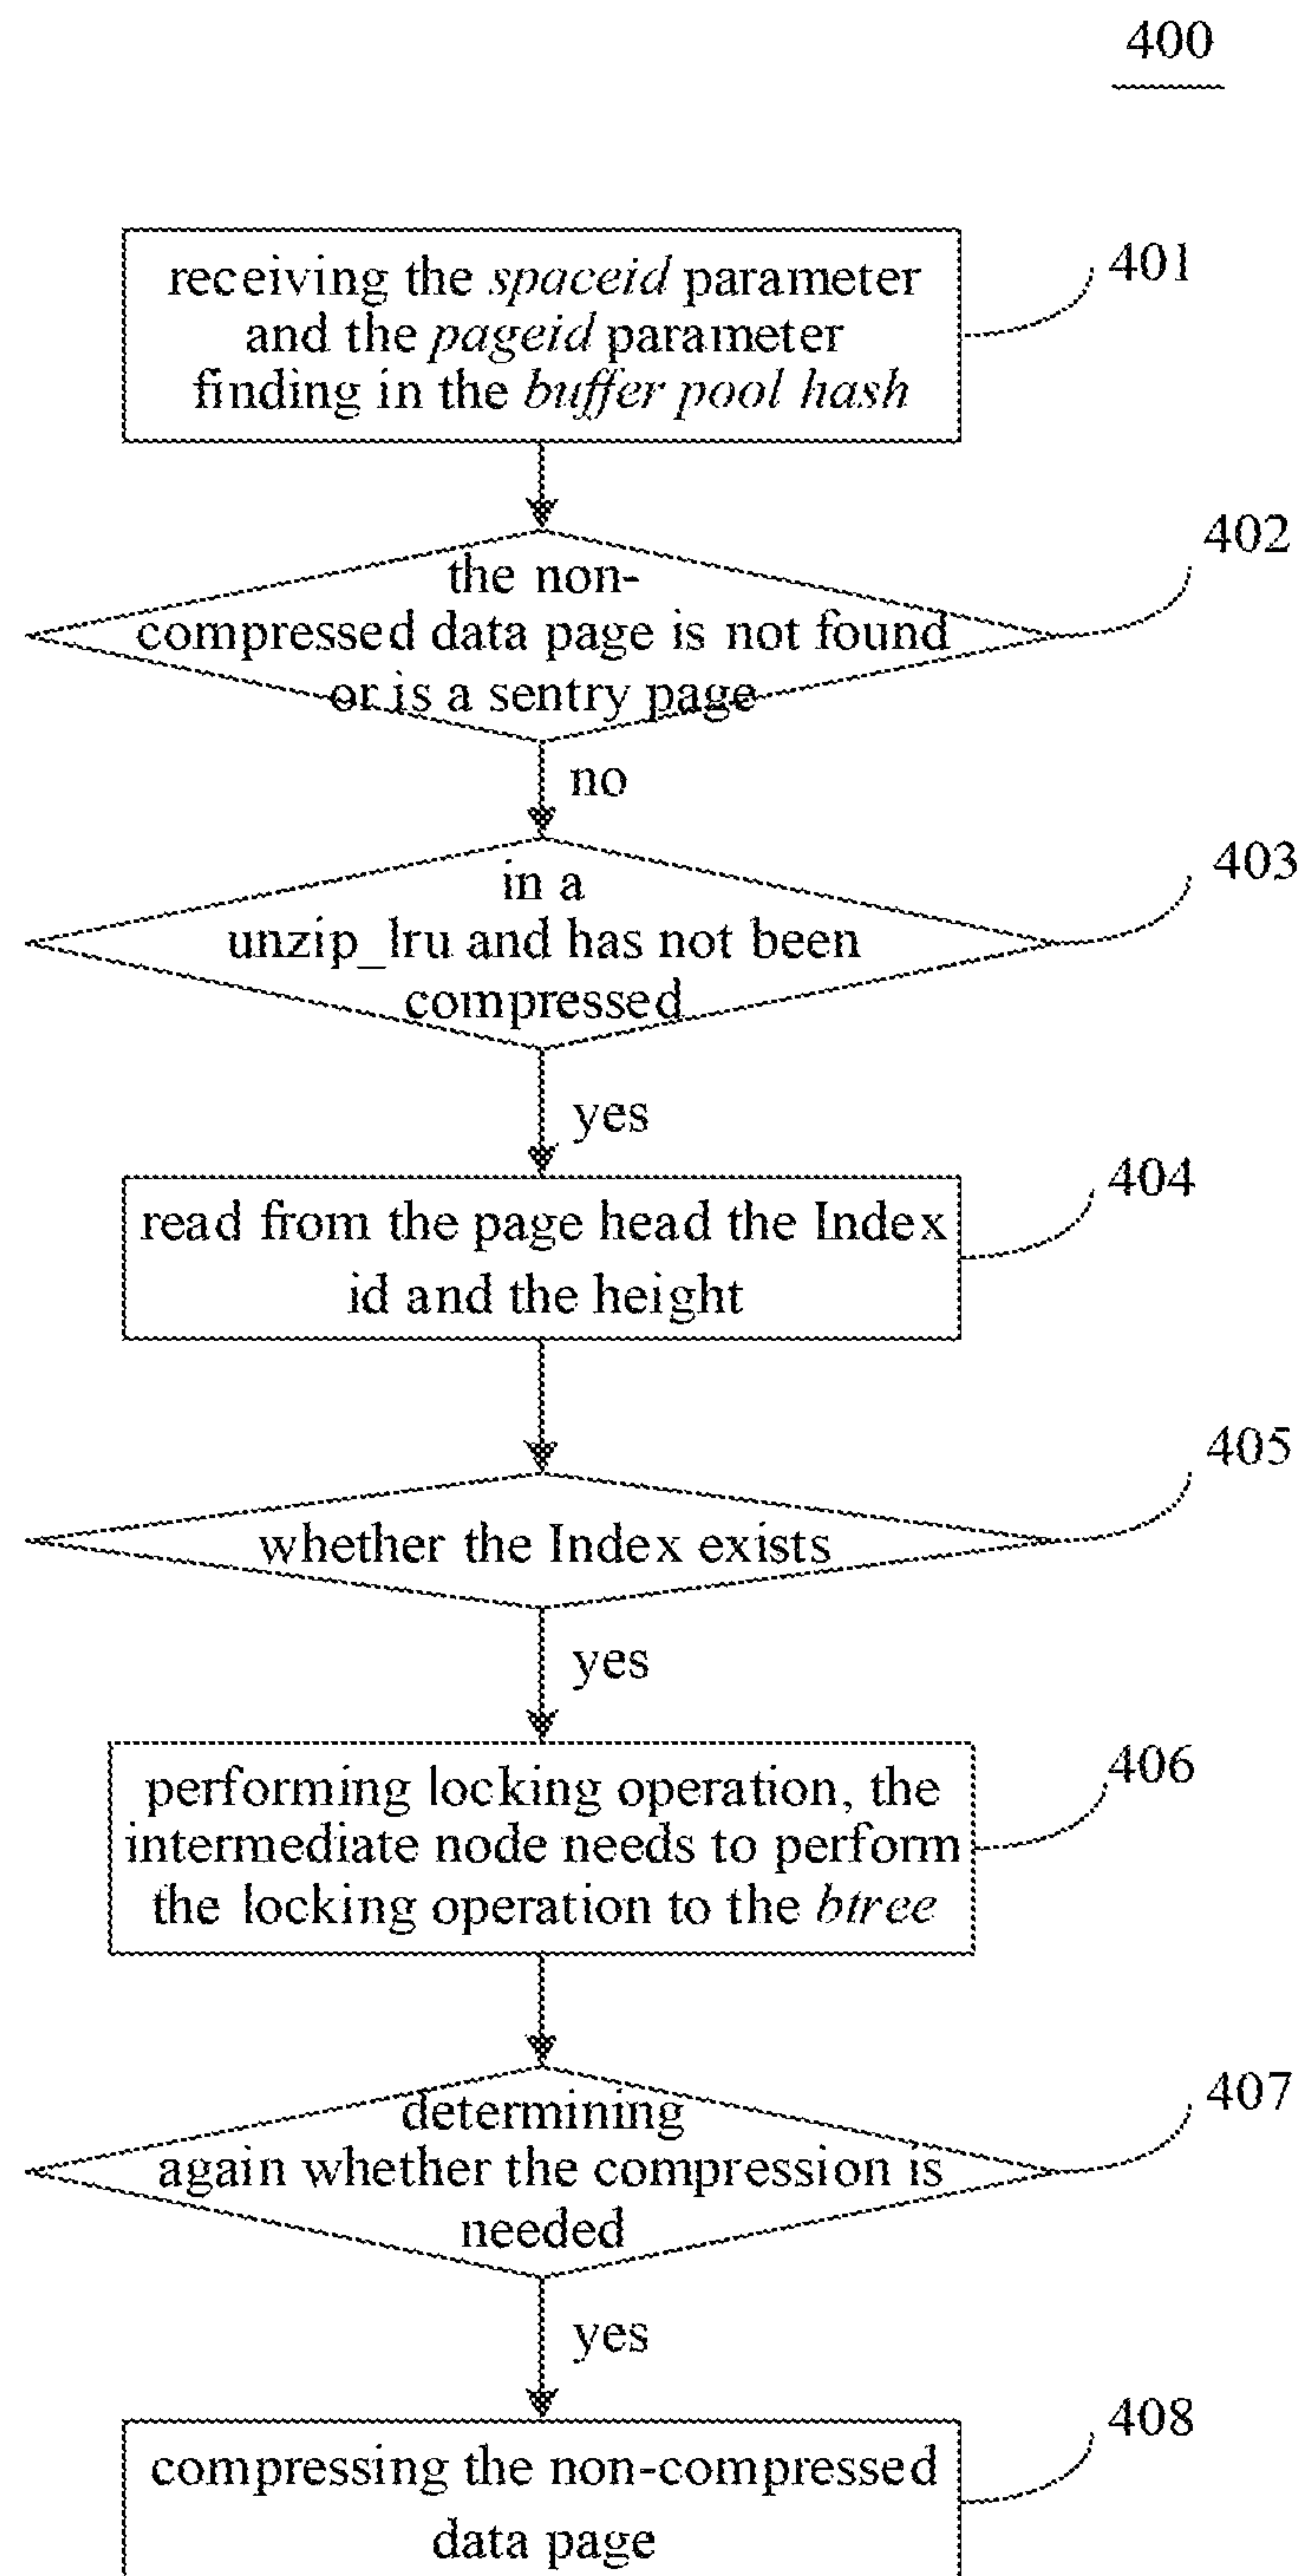 400
receiving the spaceid parameter
and the pageid parameter
finding in the buffer pool hash
401
the non-
compressed data page is not found
or is a sentry page
402
no
in a
unzip_lru and has not been
compressed
403
yes
read from the page head the Index
id and the height
404
whether the Index exists
405
yes
performing locking operation, the
intermediate node needs to perform
the locking operation to the btree
406
determining
again whether the compression is
needed
407
yes
compressing the non-compressed
data page
408